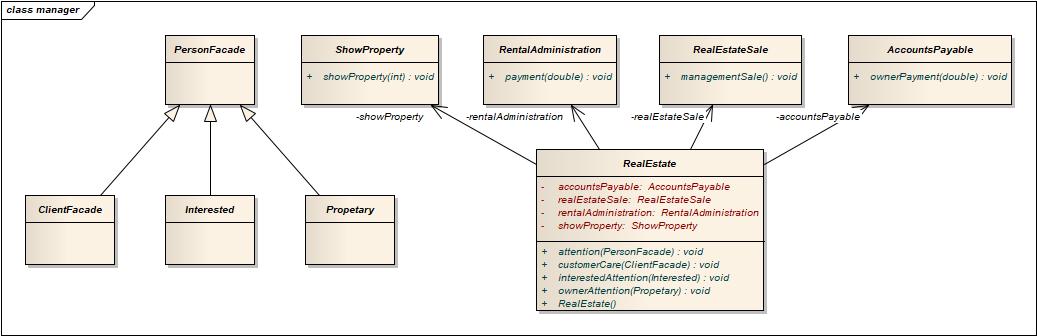 class manager
PersonFacade
ShowProperty
+ showProperty(int) : void
RentalAdministration
+ payment(double) : void
RealEstateSale
+ managementSale() : void
AccountsPayable
+ ownerPayment(double) : void
-showProperty
-rentalAdministration
-realEstateSale
-accountsPayable
RealEstate
- accountsPayable: AccountsPayable
- realEstateSale: RealEstateSale
- rentalAdministration: RentalAdministration
- showProperty: ShowProperty
+ attention(PersonFacade) : void
+ customerCare(ClientFacade) : void
+ interestedAttention(Interested) : void
+ ownerAttention(Propetary) : void
+ RealEstate()
ClientFacade
Interested
Propetary